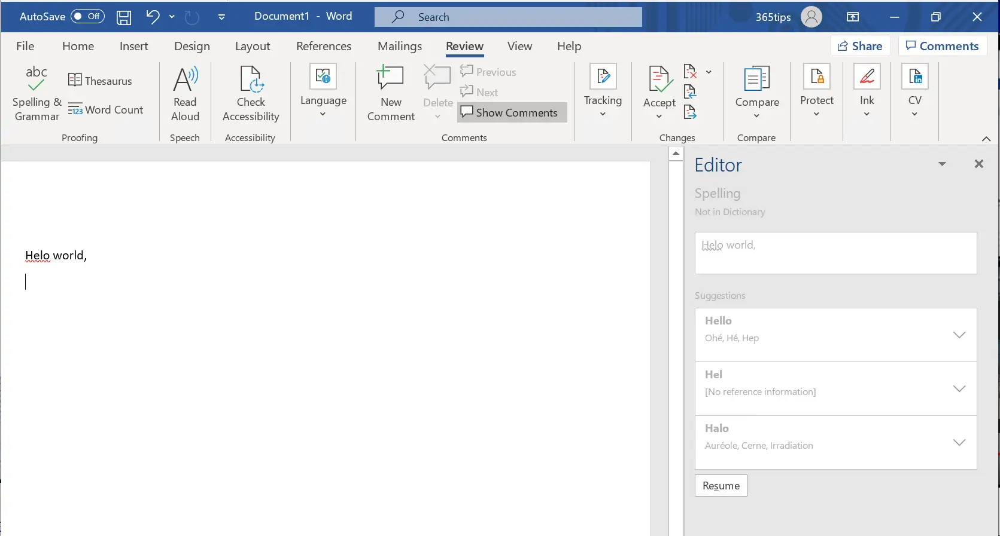 AutoSave Off Document1 - Word Search 365tips
File Home Insert Design Layout References Mailings Review View Help Share Comments
abc
Spelling &
Grammar
Thesaurus
123 Word Count
Proofing
A
Read
Aloud
Speech
Check
Accessibility
Accessibility
Language
New
Comment
Delete
Previous
Next
Show Comments
Comments
Tracking
Accept
Changes
Compare
Compare
Protect
Ink
in
CV
Helo world,
Editor
Spelling
Not in Dictionary
Helo world,
Suggestions
Hello
Ohé, Hé, Hep
Hel
[No reference information]
Halo
Auréole, Cerne, Irradiation
Resume